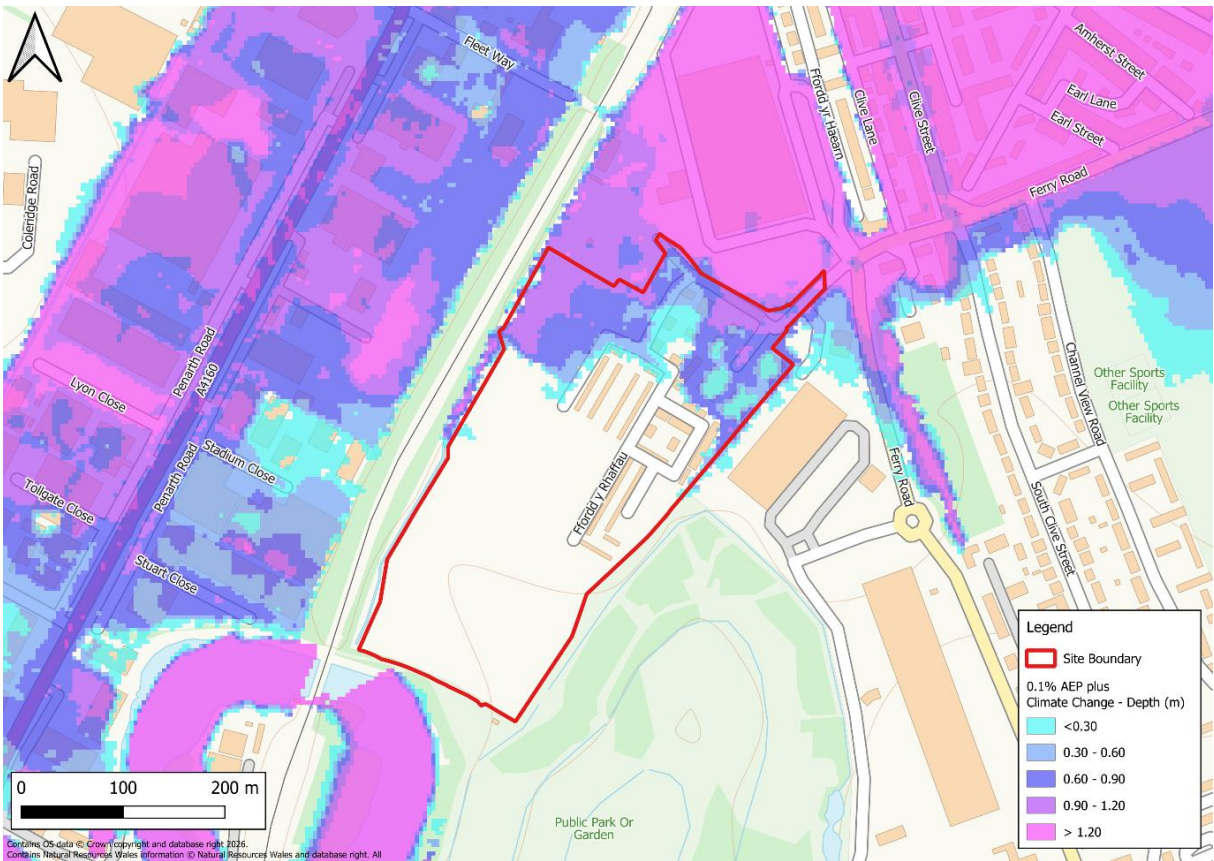 Fleet Way
Ffordd yr Haearn
Clive Lane
Clive Street
Amherst Street
Earl Lane
Earl Street
Ferry Road
Coleridge Road
Penarth Road
A4160
Lyon Close
Stadium Close
Penarth Road
Tollgate Close
Stuart Close
Ffordd y Rhaffau
Ferry Road
Other Sports
Facility
Other Sports
Facility
Channel View Road
South Clive Street
Public Park Or
Garden
Legend
Site Boundary
0.1% AEP plus
Climate Change - Depth (m)
<0.30
0.30 - 0.60
0.60 - 0.90
0.90 - 1.20
> 1.20
0 100 200 m
Contains OS data © Crown copyright and database right 2026.
Contains Natural Resources Wales information © Natural Resources Wales and database right. All